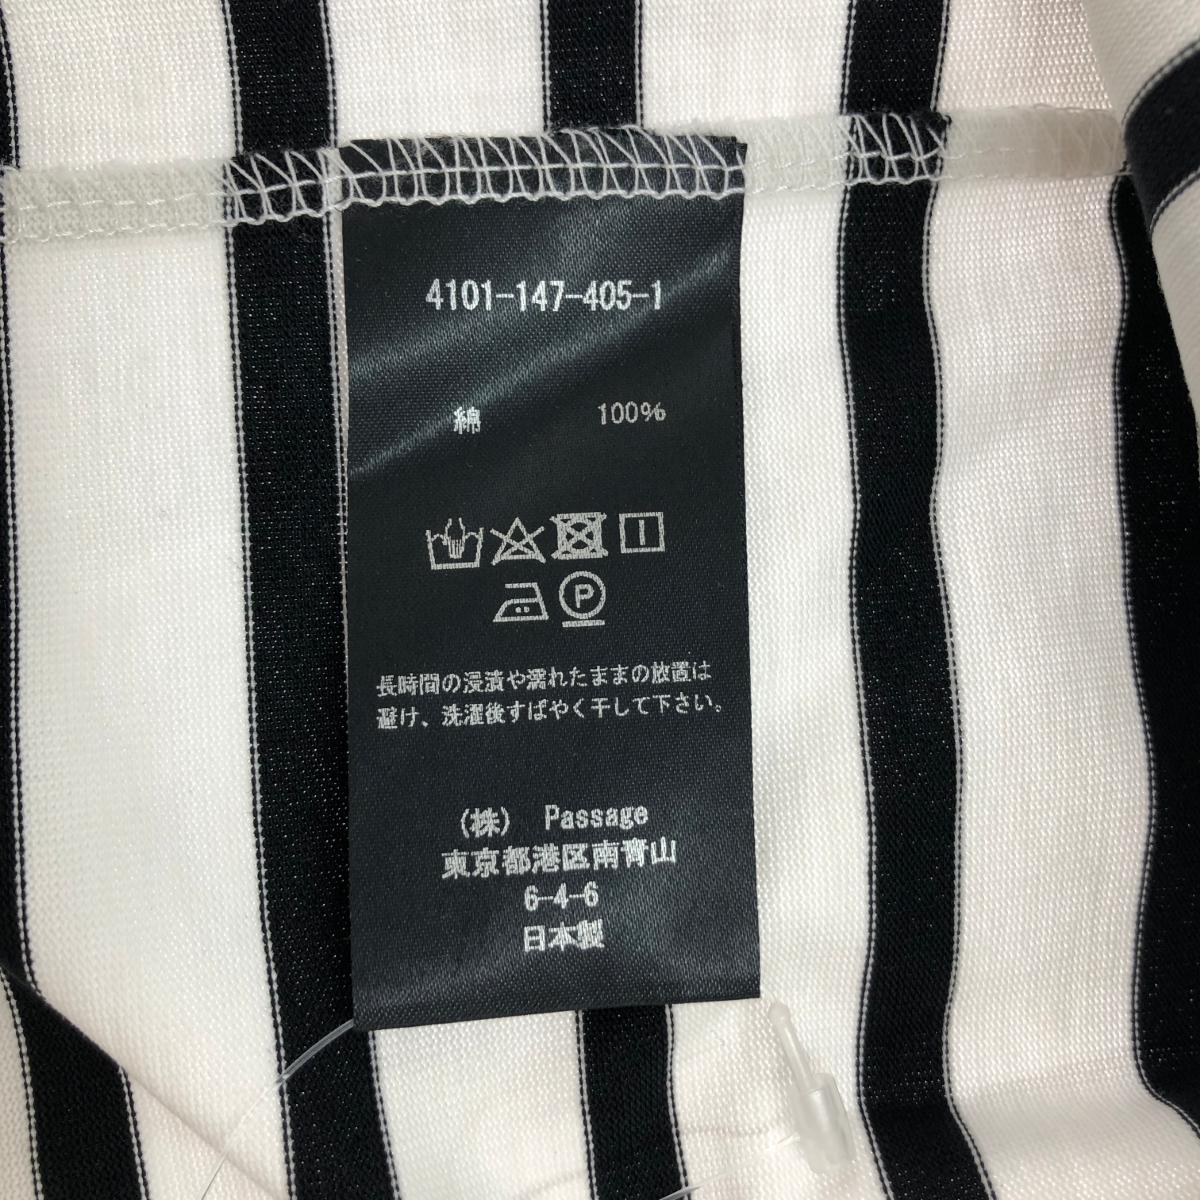 4101-147-405-1
綿 100%
P
長時間の浸漬や濡れたままの放置は
避け、洗濯後すばやく干して下さい。
(株) Passage
東京都港区南青山
6-4-6
日本製